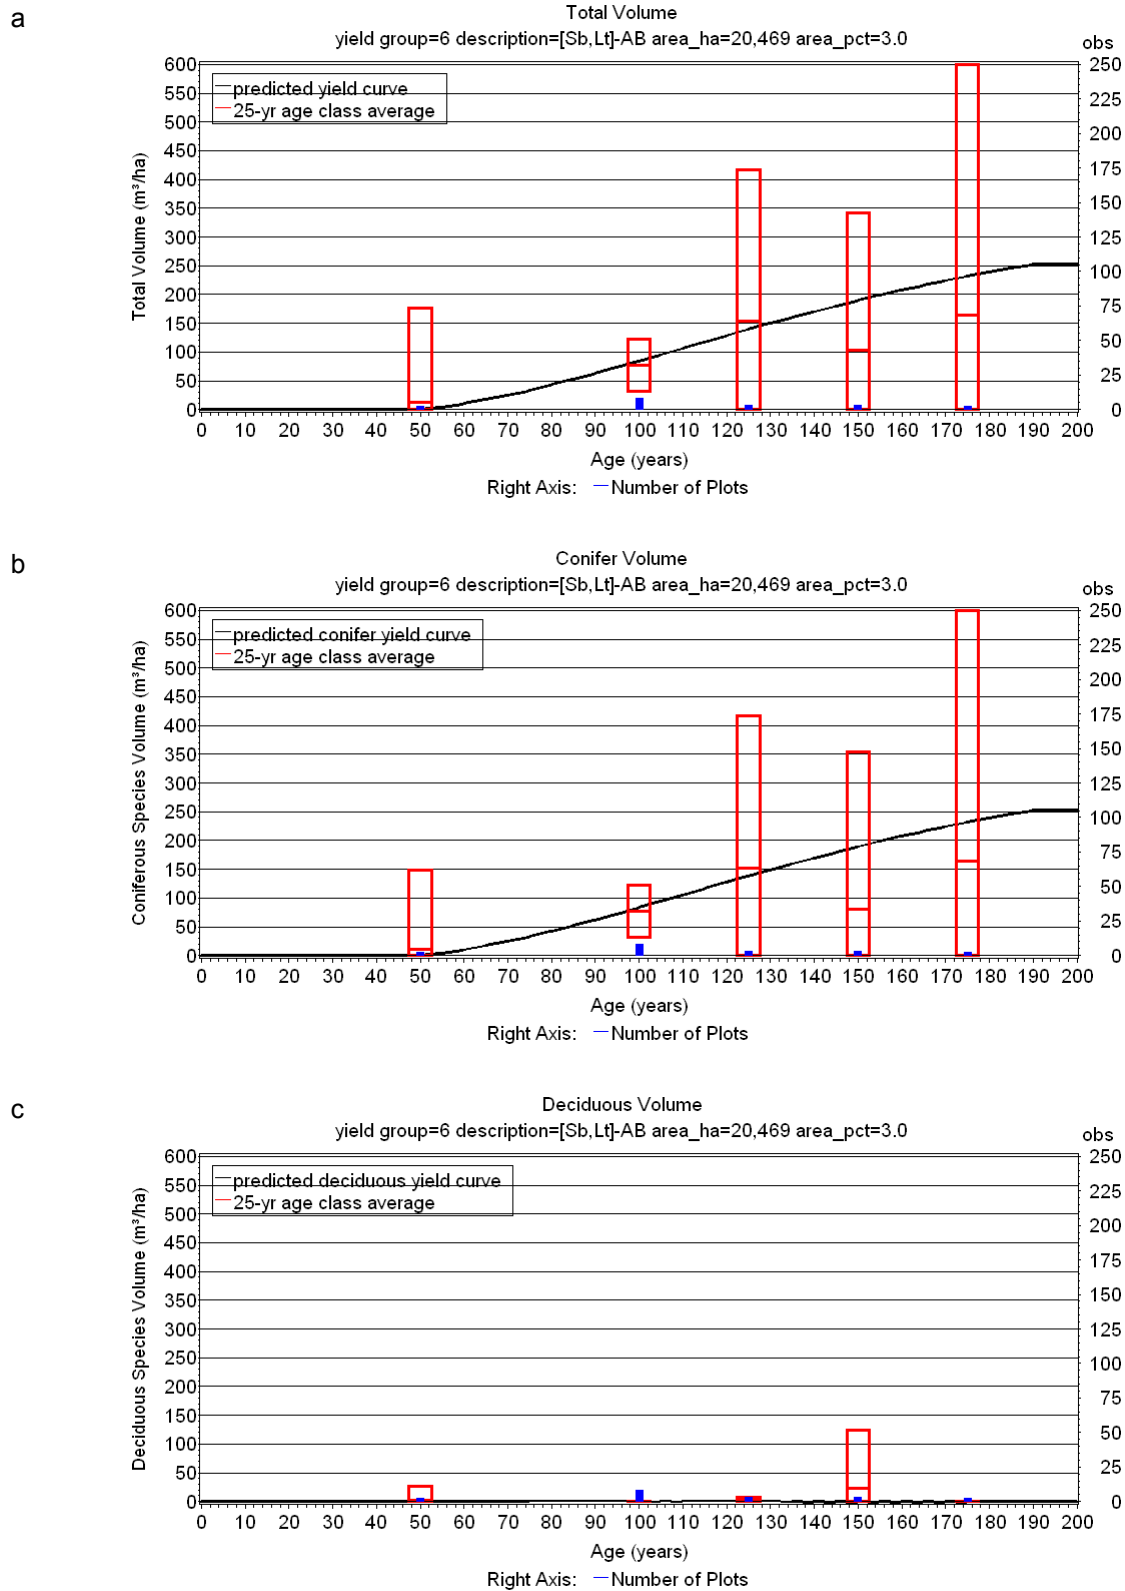 a
Total Volume
yield group=6 description=[Sb,Lt]-AB area_ha=20,469 area_pct=3.0
obs
predicted yield curve
25-yr age class average
Total Volume (m³/ha)
600
550
500
450
400
350
300
250
200
150
100
50
0
250
225
200
175
150
125
100
75
50
25
0
0 10 20 30 40 50 60 70 80 90 100 110 120 130 140 150 160 170 180 190 200
Age (years)
Right Axis: Number of Plots
b
Conifer Volume
yield group=6 description=[Sb,Lt]-AB area_ha=20,469 area_pct=3.0
obs
predicted conifer yield curve
25-yr age class average
Coniferous Species Volume (m³/ha)
600
550
500
450
400
350
300
250
200
150
100
50
0
250
225
200
175
150
125
100
75
50
25
0
0 10 20 30 40 50 60 70 80 90 100 110 120 130 140 150 160 170 180 190 200
Age (years)
Right Axis: Number of Plots
c
Deciduous Volume
yield group=6 description=[Sb,Lt]-AB area_ha=20,469 area_pct=3.0
obs
predicted deciduous yield curve
25-yr age class average
Deciduous Species Volume (m³/ha)
600
550
500
450
400
350
300
250
200
150
100
50
0
250
225
200
175
150
125
100
75
50
25
0
0 10 20 30 40 50 60 70 80 90 100 110 120 130 140 150 160 170 180 190 200
Age (years)
Right Axis: Number of Plots